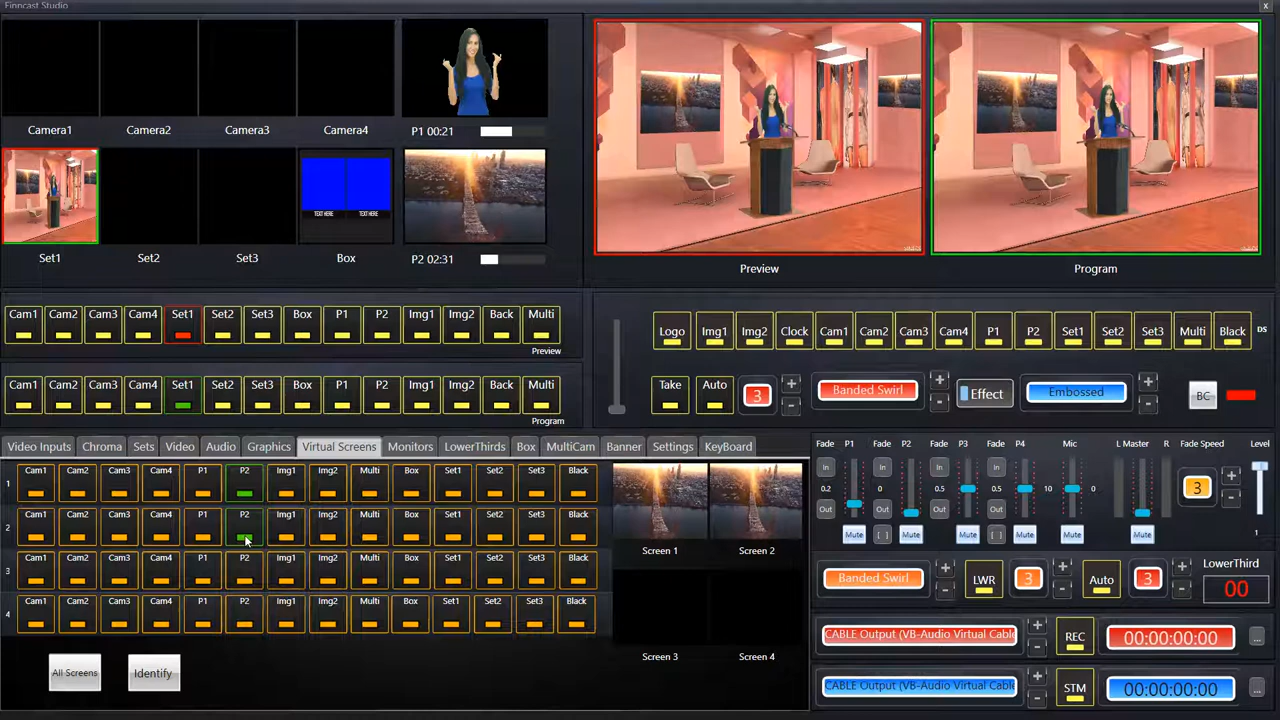 Finncast Studio
x
Camera1 Camera2 Camera3 Camera4 P1 00:21
TEXT HERE TEXT HERE
Set1 Set2 Set3 Box P2 02:31
Preview Program
Cam1 Cam2 Cam3 Cam4 Set1 Set2 Set3 Box P1 P2 Img1 Img2 Back Multi
Preview
Logo Img1 Img2 Clock Cam1 Cam2 Cam3 Cam4 P1 P2 Set1 Set2 Set3 Multi Black DS
Cam1 Cam2 Cam3 Cam4 Set1 Set2 Set3 Box P1 P2 Img1 Img2 Back Multi
Program
Take Auto 3 + - Banded Swirl + - Effect Embossed + - BC
Video Inputs Chroma Sets Video Audio Graphics Virtual Screens Monitors LowerThirds Box MultiCam Banner Settings KeyBoard
1 Cam1 Cam2 Cam3 Cam4 P1 P2 Img1 Img2 Multi Box Set1 Set2 Set3 Black
2 Cam1 Cam2 Cam3 Cam4 P1 P2 Img1 Img2 Multi Box Set1 Set2 Set3 Black
3 Cam1 Cam2 Cam3 Cam4 P1 P2 Img1 Img2 Multi Box Set1 Set2 Set3 Black
4 Cam1 Cam2 Cam3 Cam4 P1 P2 Img1 Img2 Multi Box Set1 Set2 Set3 Black
Screen 1 Screen 2
Screen 3 Screen 4
All Screens Identify
Fade P1 Fade P2 Fade P3 Fade P4 Mic L Master R Fade Speed Level
In In In In
0.2 0 0.5 0.5 10 0 3 + -
Out Out Out Out
Mute [ ] Mute Mute [ ] Mute Mute Mute 1
Banded Swirl + - LWR 3 + - Auto 3 + - LowerThird
00
CABLE Output (VB-Audio Virtual Cable + - REC 00:00:00:00 ...
CABLE Output (VB-Audio Virtual Cable + - STM 00:00:00:00 ...